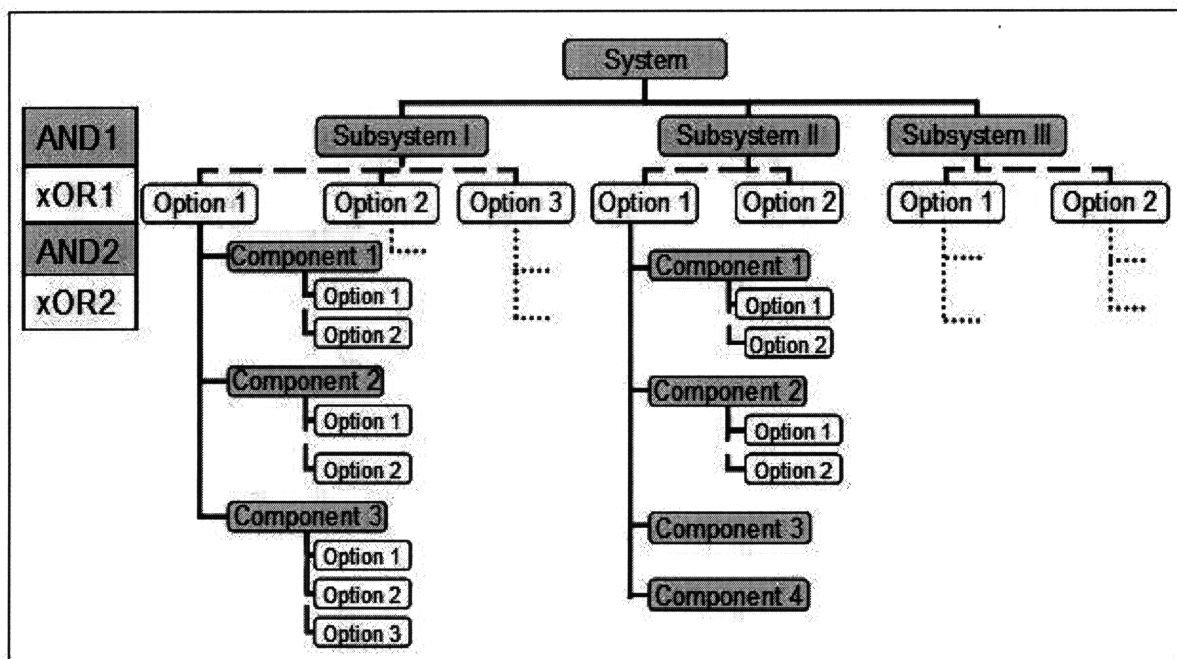 System
AND1
Subsystem I
Subsystem II
Subsystem III
xOR1
Option 1
Option 2
Option 3
Option 1
Option 2
Option 1
Option 2
AND2
xOR2
Component 1
Option 1
Option 2
Component 2
Option 1
Option 2
Component 3
Option 1
Option 2
Option 3
Component 1
Option 1
Option 2
Component 2
Option 1
Option 2
Component 3
Component 4